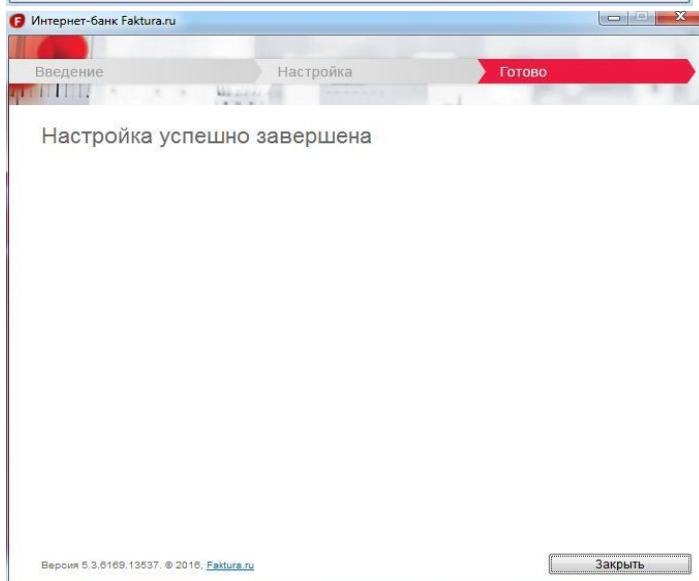 Интернет-банк Faktura.ru
Введение Настройка Готово
Настройка успешно завершена
Версия 5.3.6169.13537. © 2016, Faktura.ru
Закрыть